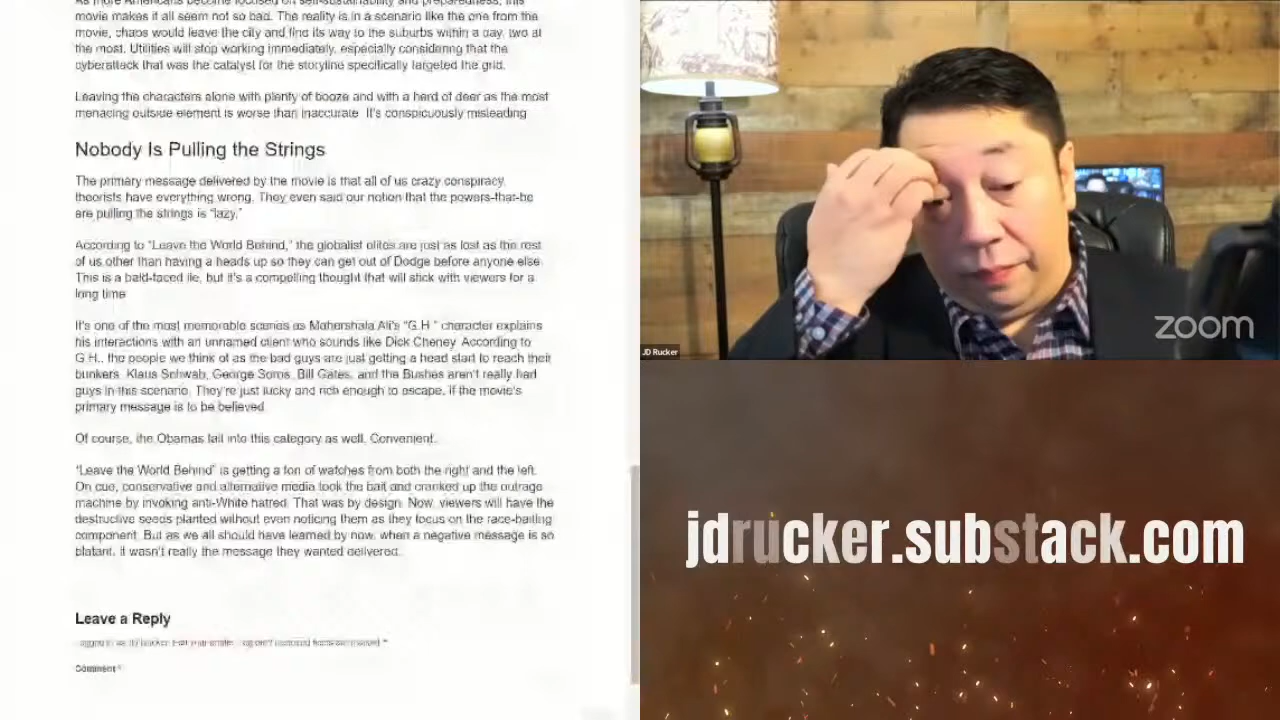 movie makes it all seem not so bad. The reality is in a scenario like the one from the
movie, chaos would leave the city and find its way to the suburbs within a day, two at
the most. Utilities will stop working immediately, especially considering that the
cyberattack that was the catalyst for the storyline specifically targeted the grid.
Leaving the characters alone with plenty of booze and with a herd of deer as the most
menacing outside element is worse than inaccurate. It's conspicuously misleading
Nobody Is Pulling the Strings
The primary message delivered by the movie is that all of us crazy conspiracy
theorists have everything wrong. They even said our notion that the powers-that-be
are pulling the strings is "lazy."
According to "Leave the World Behind," the globalist elites are just as lost as the rest
of us other than having a heads up so they can get out of Dodge before anyone else.
This is a bald-faced lie, but it's a compelling thought that will stick with viewers for a
long time
It's one of the most memorable scenes as Mahershala Ali's "G.H." character explains
his interactions with an unnamed client who sounds like Dick Cheney. According to
G.H., the people we think of as the bad guys are just getting a head start to reach their
bunkers. Klaus Schwab, George Soros, Bill Gates, and the Bushes aren't really bad
guys in this scenario. They're just lucky and rich enough to escape, if the movie's
primary message is to be believed
Of course, the Obamas fall into this category as well. Convenient.
"Leave the World Behind" is getting a ton of watches from both the right and the left.
On cue, conservative and alternative media took the bait and cranked up the outrage
machine by invoking anti-White hatred. That was by design. Now, viewers will have the
destructive seeds planted without even noticing them as they focus on the race-baiting
component. But as we all should have learned by now, when a negative message is so
blatant, it wasn't really the message they wanted delivered.
Leave a Reply
Comment *
JD Rucker
zoom
jdrucker.substack.com